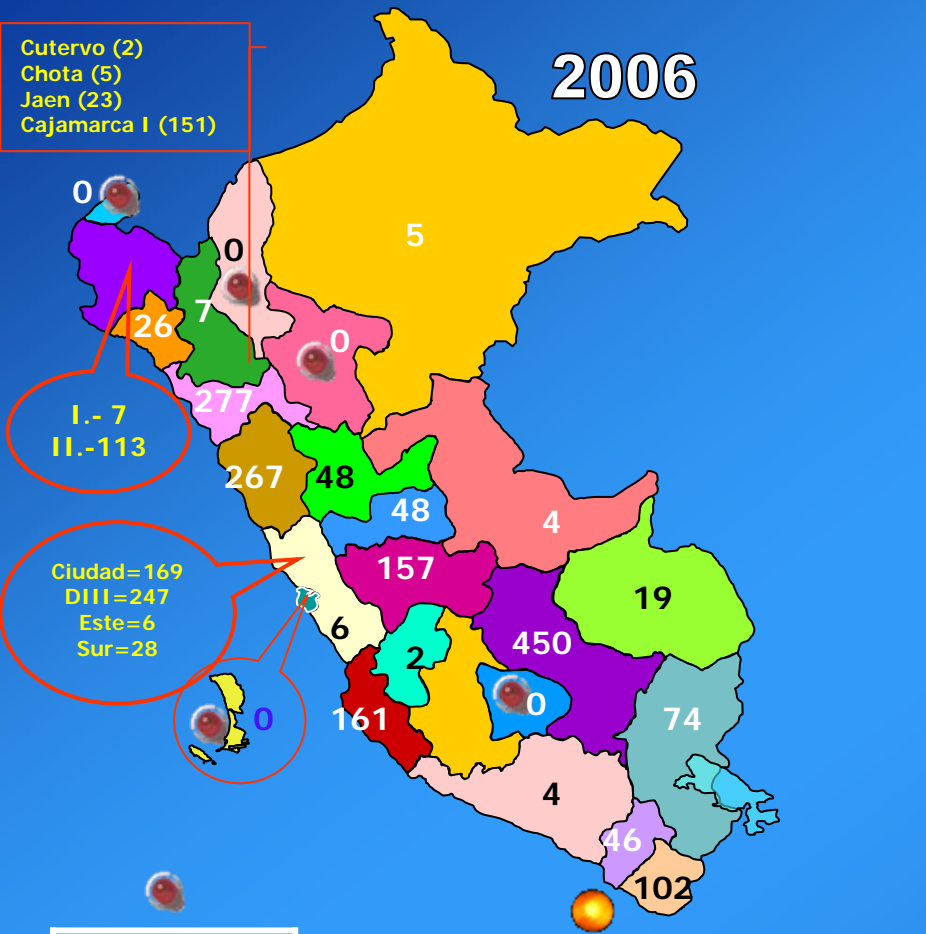 Cutervo (2)
Chota (5)
Jaen (23)
Cajamarca I (151)
2006
0
0
5
7
26
0
277
I.- 7
II.-113
267
48
48
4
157
Ciudad=169
DIII=247
Este=6
Sur=28
19
6
450
2
0
0
161
74
4
46
102